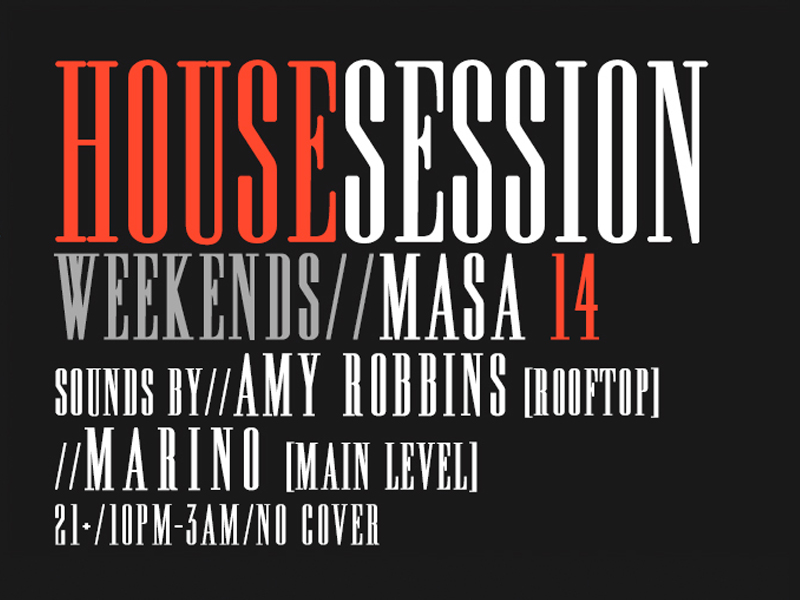 HOUSESESSION
WEEKENDS//MASA 14
SOUNDS BY//AMY ROBBINS [ROOFTOP]
//MARINO [MAIN LEVEL]
21+/10PM-3AM/NO COVER